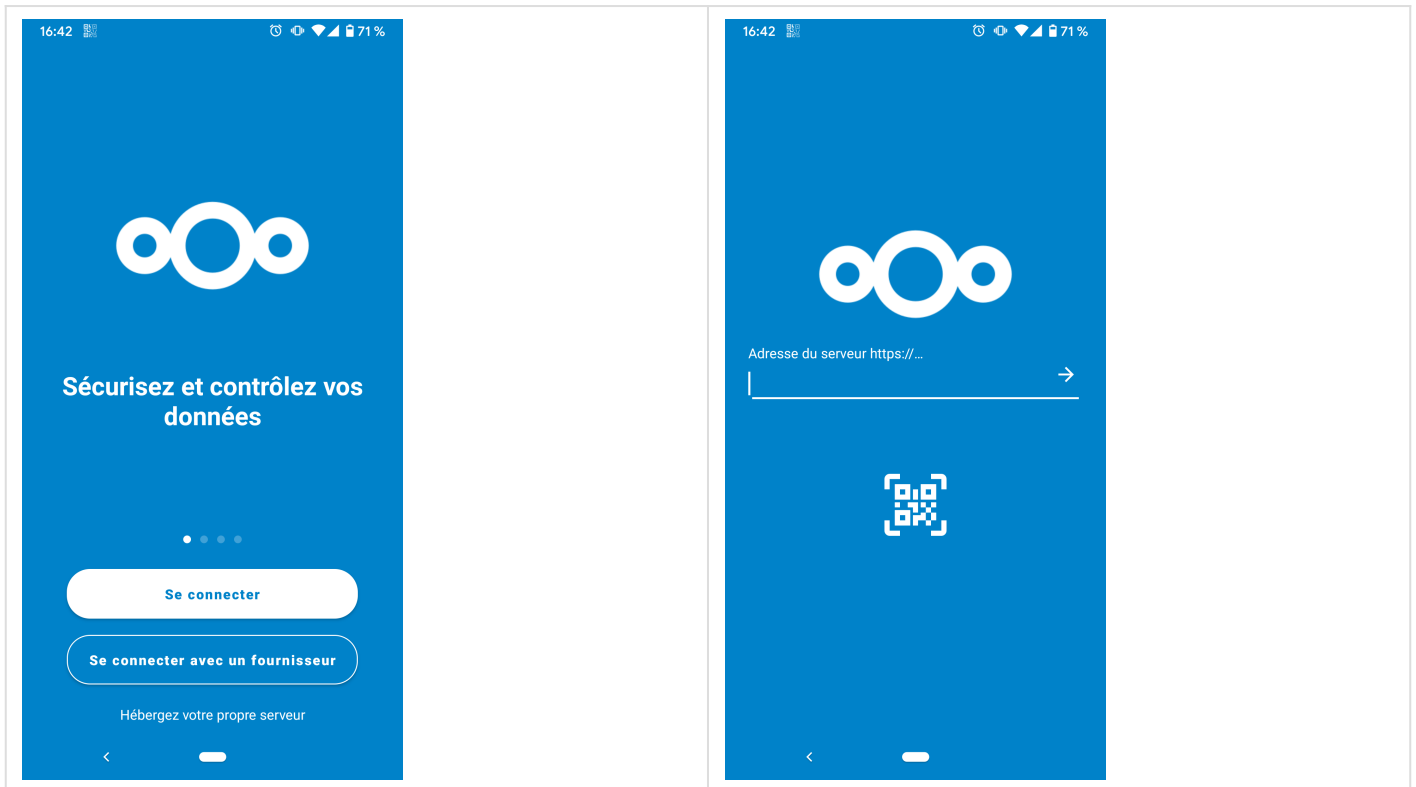 16:42 71 %
Sécurisez et contrôlez vos
données
Se connecter
Se connecter avec un fournisseur
Hébergez votre propre serveur
16:42 71 %
Adresse du serveur https://…